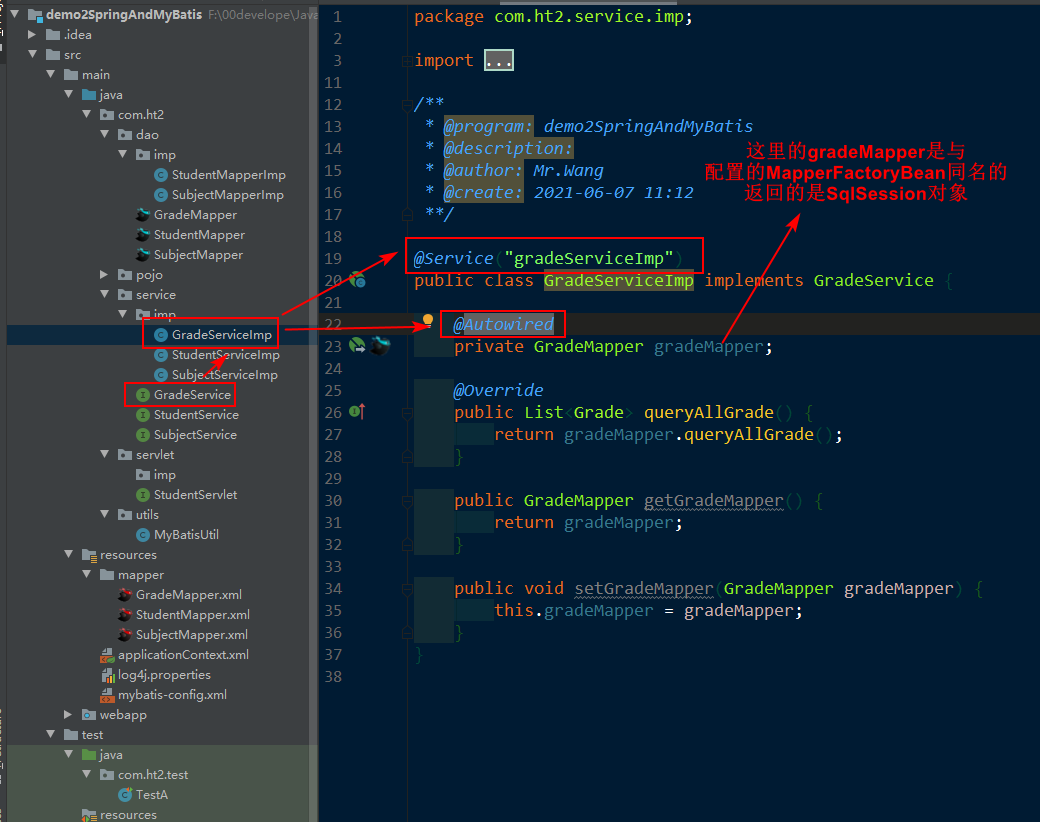 demo2SpringAndMyBatis F:\00develope\Java
.idea
src
main
java
com.ht2
dao
imp
StudentMapperImp
SubjectMapperImp
GradeMapper
StudentMapper
SubjectMapper
pojo
service
imp
GradeServiceImp
StudentServiceImp
SubjectServiceImp
GradeService
StudentService
SubjectService
servlet
imp
StudentServlet
utils
MyBatisUtil
resources
mapper
GradeMapper.xml
StudentMapper.xml
SubjectMapper.xml
applicationContext.xml
log4j.properties
mybatis-config.xml
webapp
test
java
com.ht2.test
TestA
resources
1 package com.ht2.service.imp;
2
3 import ...
11
12 /**
13 * @program: demo2SpringAndMyBatis
14 * @description:
15 * @author: Mr.Wang
16 * @create: 2021-06-07 11:12
17 **/
18
19 @Service("gradeServiceImp")
20 public class GradeServiceImp implements GradeService {
21
22 @Autowired
23 private GradeMapper gradeMapper;
24
25 @Override
26 public List<Grade> queryAllGrade() {
27 return gradeMapper.queryAllGrade();
28 }
29
30 public GradeMapper getGradeMapper() {
31 return gradeMapper;
32 }
33
34 public void setGradeMapper(GradeMapper gradeMapper) {
35 this.gradeMapper = gradeMapper;
36 }
37 }
38
这里的gradeMapper是与
配置的MapperFactoryBean同名的
返回的是SqlSession对象